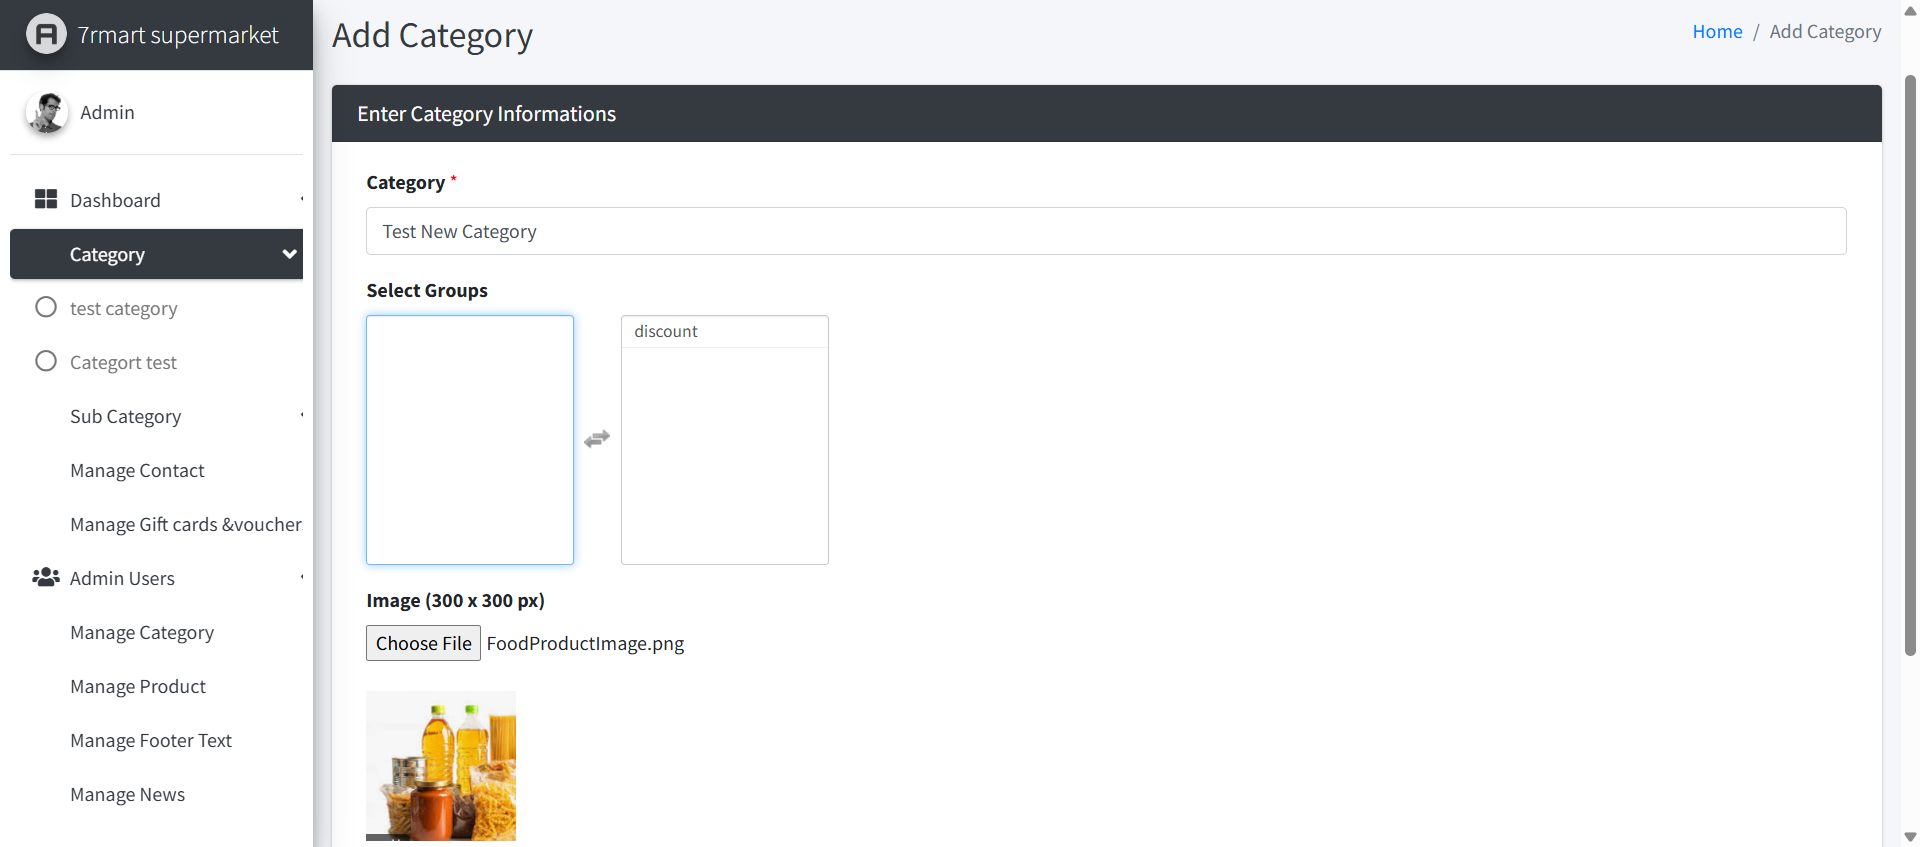 7rmart supermarket
Admin
Dashboard
Category
test category
Categort test
Sub Category
Manage Contact
Manage Gift cards &voucher
Admin Users
Manage Category
Manage Product
Manage Footer Text
Manage News
Add Category
Home / Add Category
Enter Category Informations
Category *
Test New Category
Select Groups
discount
Image (300 x 300 px)
Choose File FoodProductImage.png